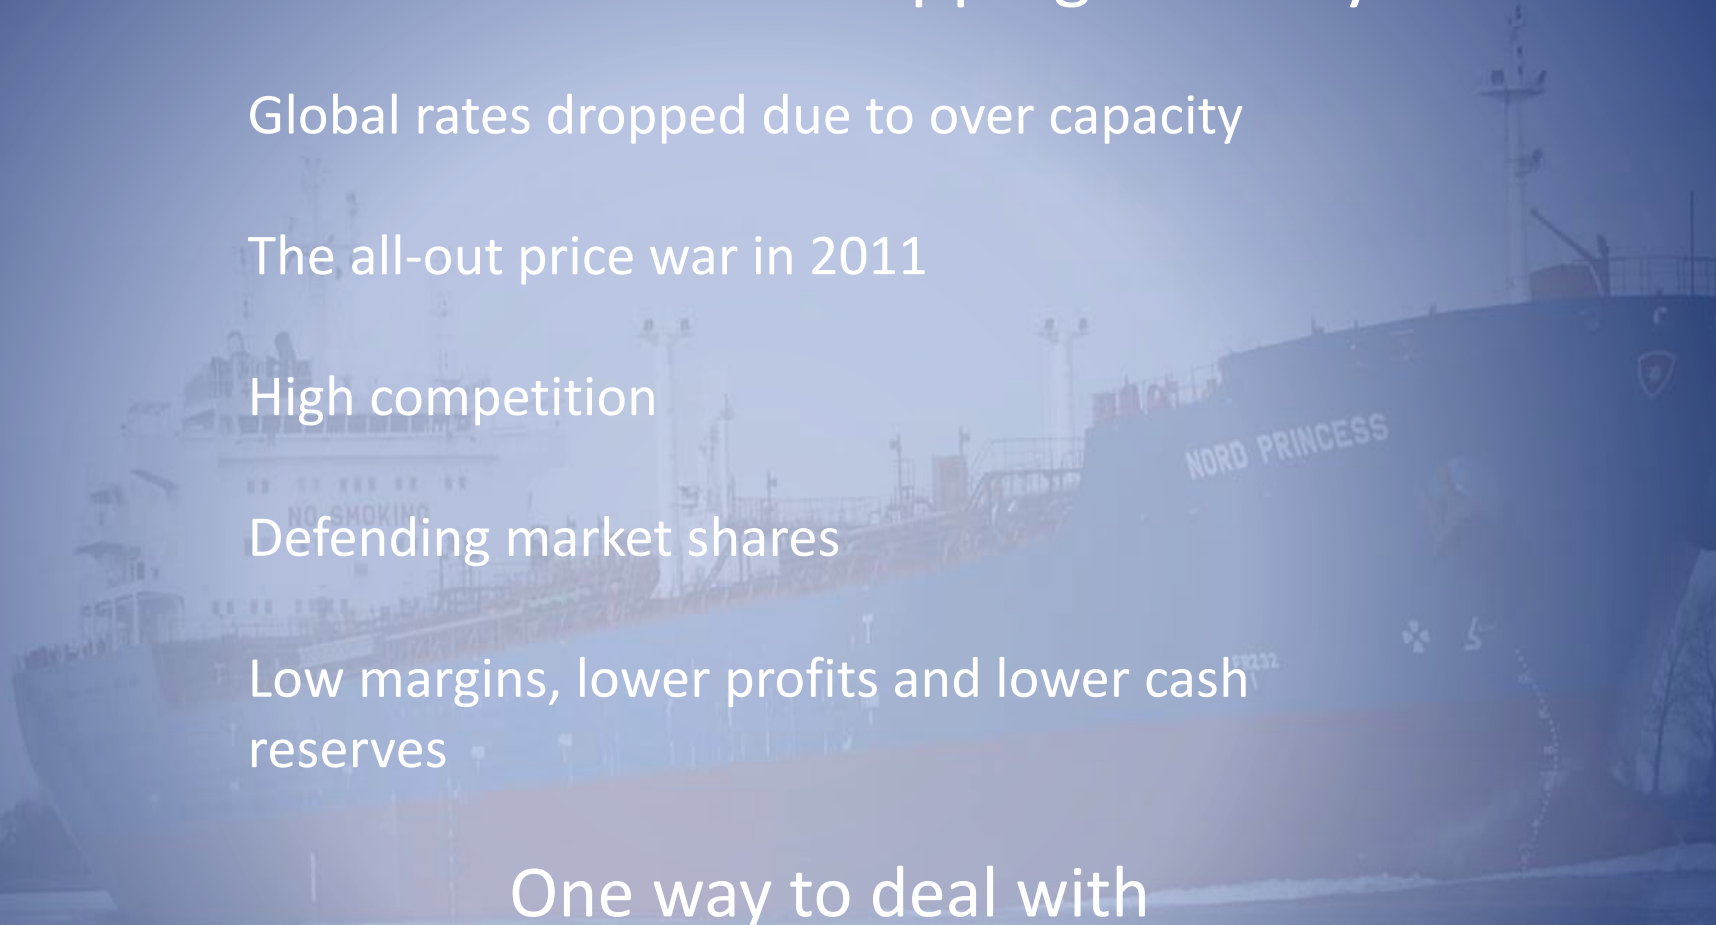 Global rates dropped due to over capacity
The all-out price war in 2011
High competition
NORD PRINCESS
NO SMOKING
Defending market shares
Low margins, lower profits and lower cash
reserves
One way to deal with